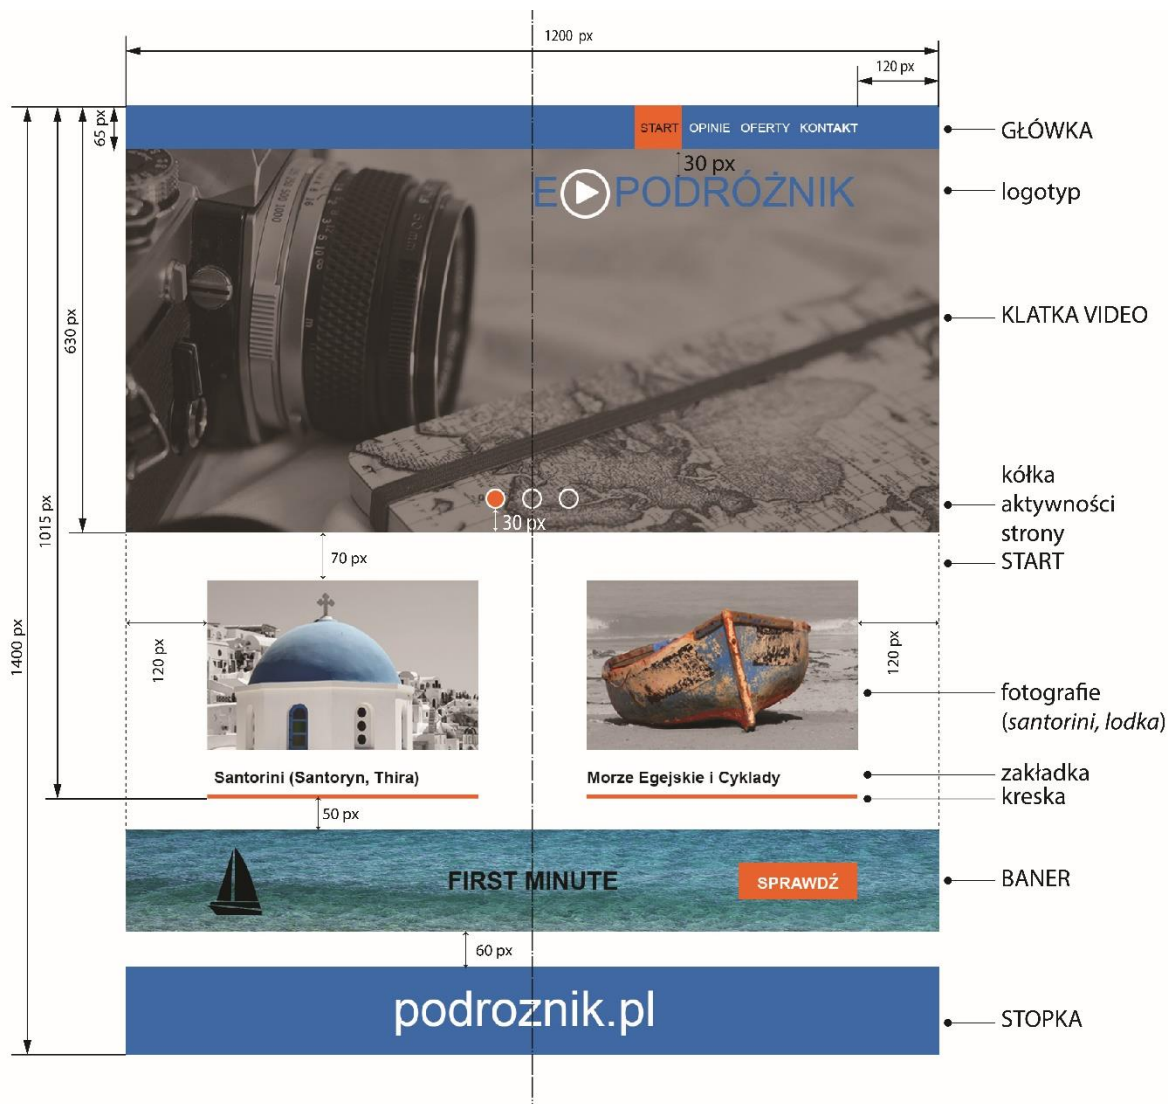 1200 px
120 px
65 px
START OPINIE OFERTY KONTAKT
GŁÓWKA
30 px
E PODRÓŻNIK
logotyp
630 px
KLATKA VIDEO
1015 px
kółka
aktywności
strony
30 px
START
70 px
1400 px
120 px
120 px
fotografie
(santorini, lodka)
Santorini (Santoryn, Thira)
Morze Egejskie i Cyklady
zakładka
kreska
50 px
FIRST MINUTE
SPRAWDŹ
BANER
60 px
podroznik.pl
STOPKA